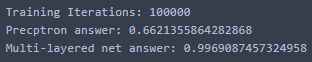 Training Iterations: 100000
Precptron answer: 0.6621355864282868
Multi-layered net answer: 0.9969087457324958